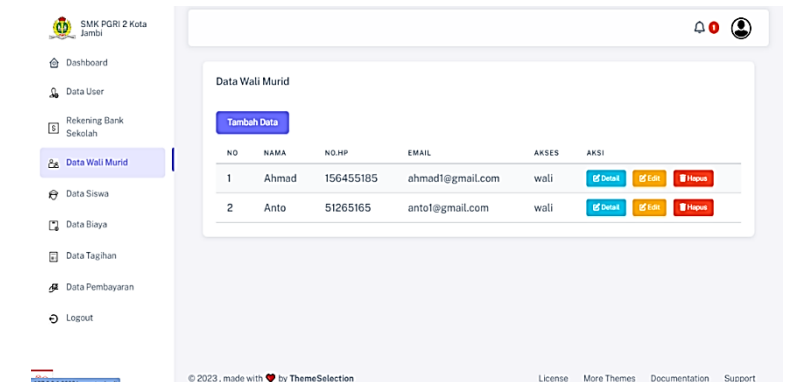 SMK PGRI 2 Kota
Jambi
Dashboard
Data User
Rekening Bank
Sekolah
Data Wali Murid
Data Siswa
Data Biaya
Data Tagihan
Data Pembayaran
Logout
1
Data Wali Murid
Tambah Data
NO NAMA NO.HP EMAIL AKSES AKSI
1 Ahmad 156455185 ahmad1@gmail.com wali Detail Edit Hapus
2 Anto 51265165 anto1@gmail.com wali Detail Edit Hapus
© 2023 , made with ❤ by ThemeSelection License More Themes Documentation Support